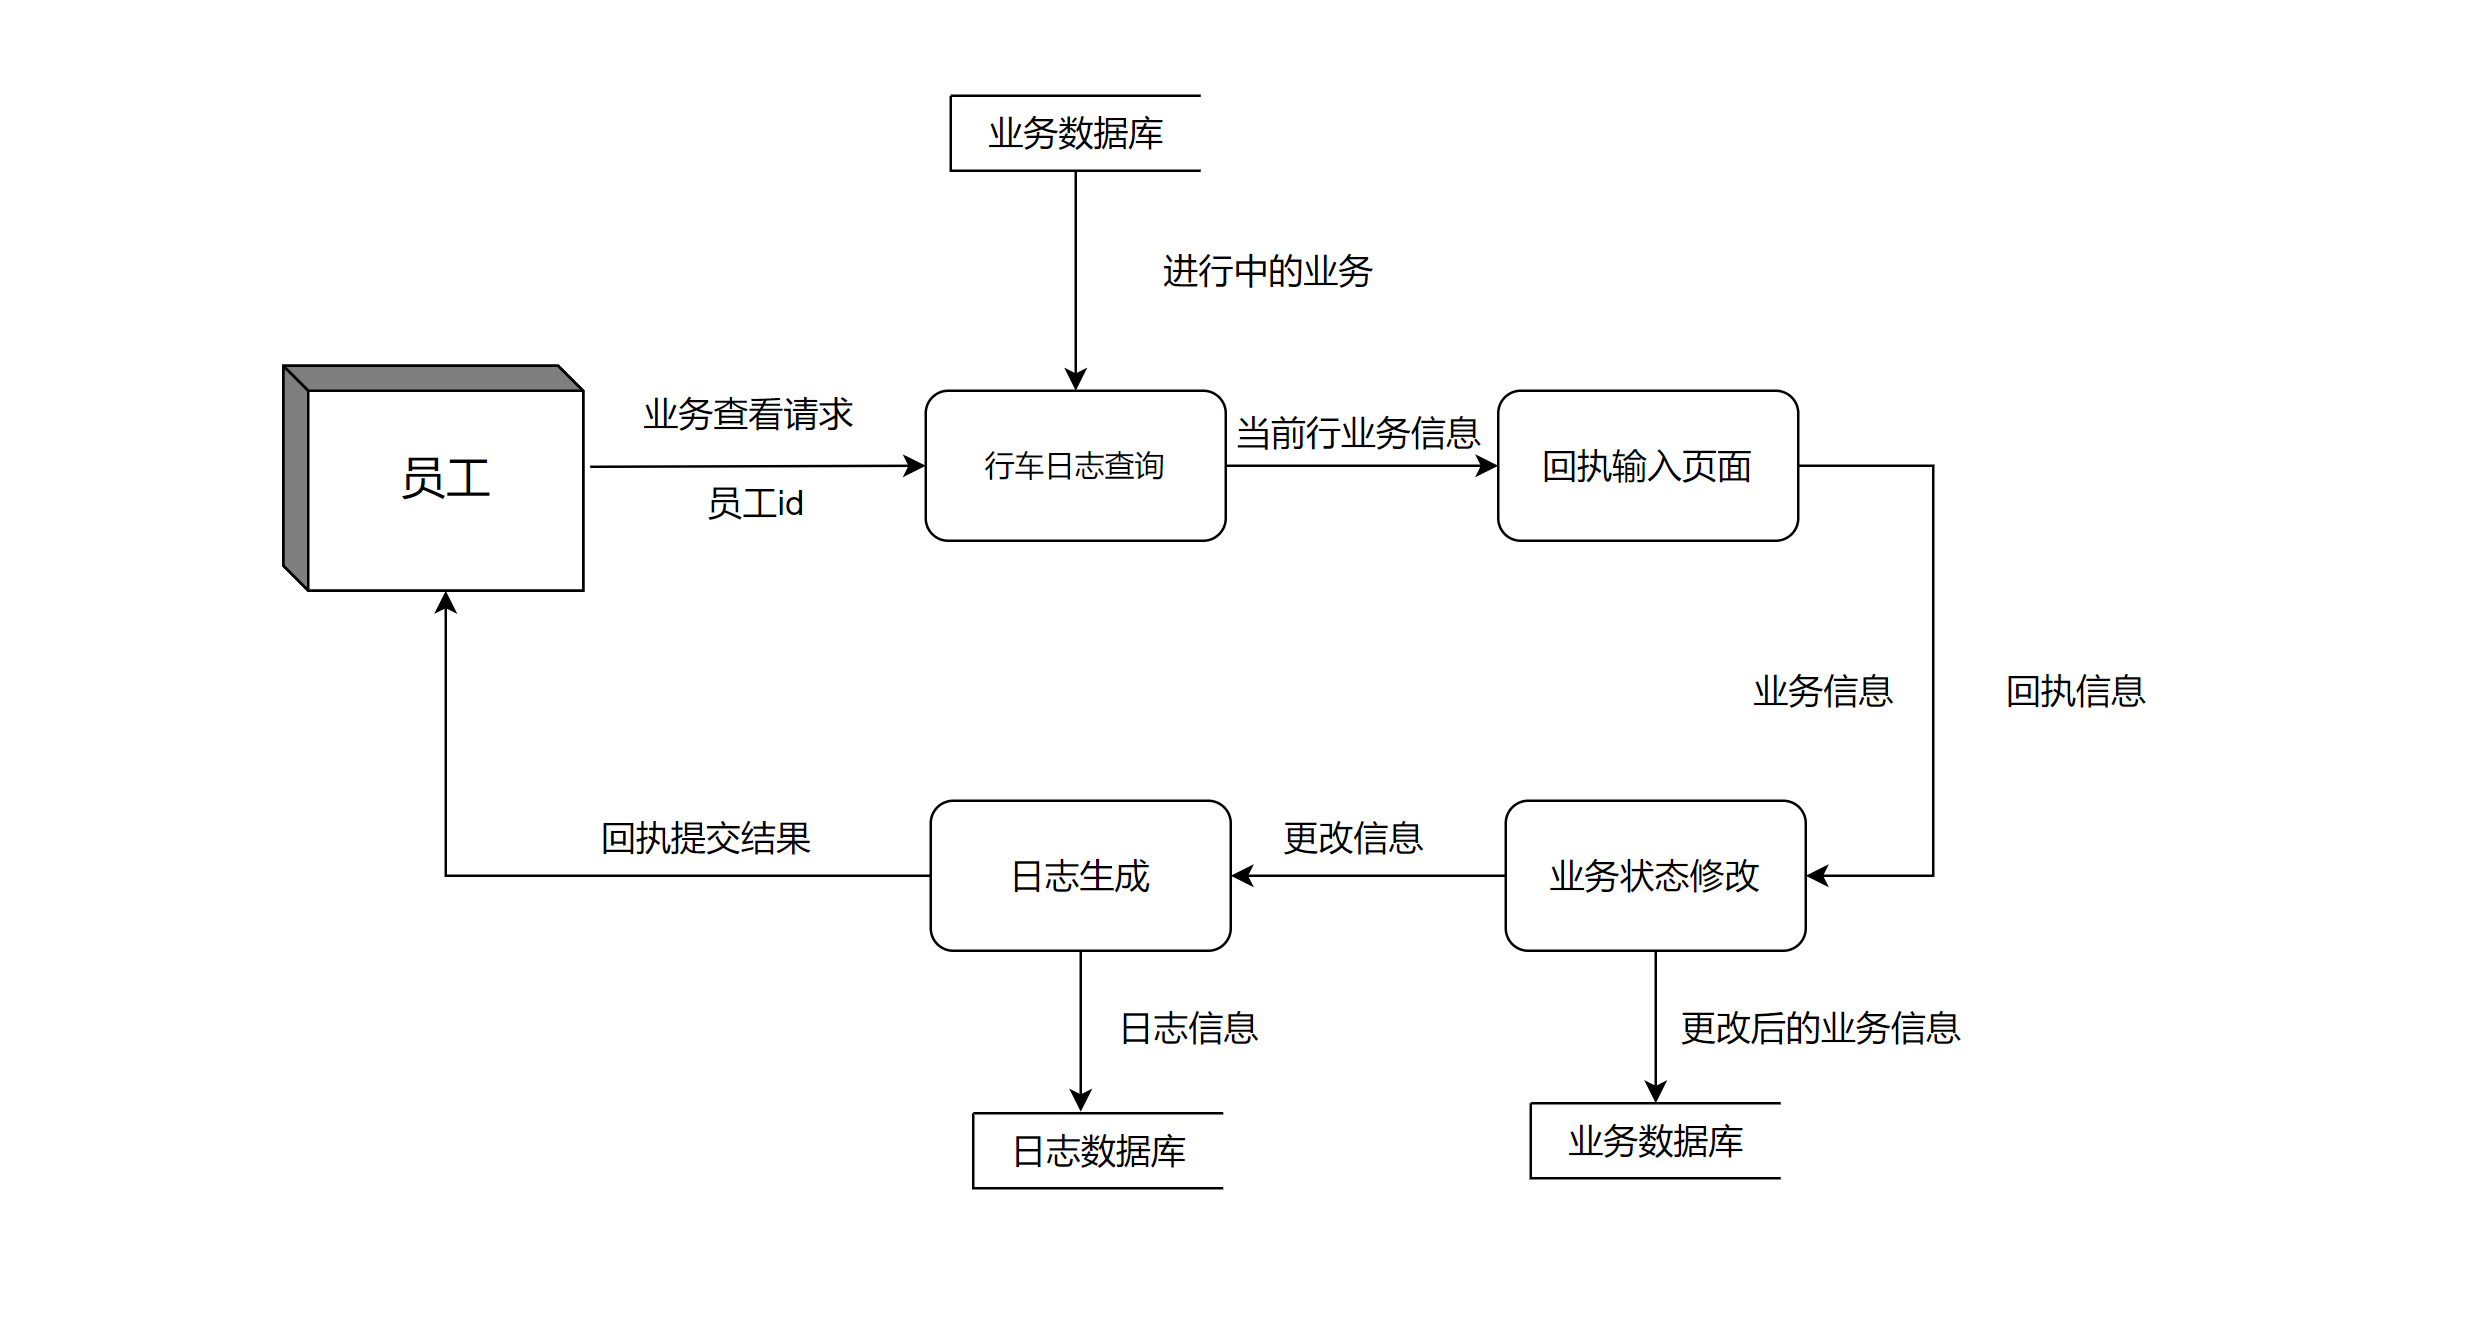 业务数据库
进行中的业务
业务查看请求
员工
员工id
行车日志查询
当前行业务信息
回执输入页面
业务信息
回执信息
回执提交结果
日志生成
更改信息
业务状态修改
日志信息
更改后的业务信息
日志数据库
业务数据库